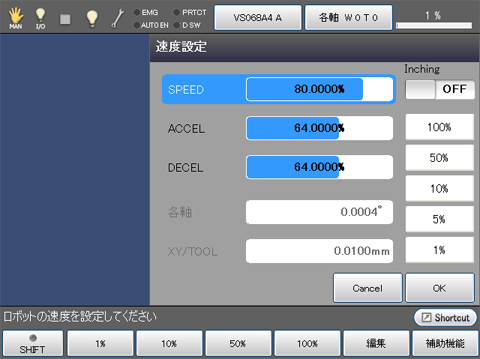 MAN
I/O
EMG
PRTCT
AUTO EN
D SW
VS068A4 A
各軸 W 0 T 0
1 %
速度設定
Inching
SPEED
80.0000%
OFF
ACCEL
64.0000%
100%
DECEL
64.0000%
50%
10%
各軸
0.0004°
5%
XY/TOOL
0.0100mm
1%
Cancel
OK
ロボットの速度を設定してください
Shortcut
SHIFT
1%
10%
50%
100%
編集
補助機能